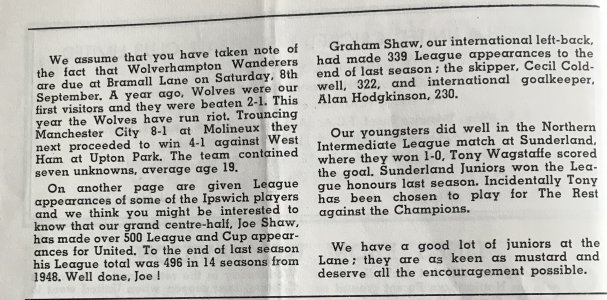 We assume that you have taken note of
the fact that Wolverhampton Wanderers
are due at Bramall Lane on Saturday, 8th
September. A year ago, Wolves were our
first visitors and they were beaten 2-1. This
year the Wolves have run riot. Trouncing
Manchester City 8-1 at Molineux they
next proceeded to win 4-1 against West
Ham at Upton Park. The team contained
seven unknowns, average age 19.
On another page are given League
appearances of some of the Ipswich players
and we think you might be interested to
know that our grand centre-half, Joe Shaw,
has made over 500 League and Cup appear-
ances for United. To the end of last season
his League total was 496 in 14 seasons from
1948. Well done, Joe !
Graham Shaw, our international left-back,
had made 339 League appearances to the
end of last season ; the skipper, Cecil Cold-
well, 322, and international goalkeeper,
Alan Hodgkinson, 230.
Our youngsters did well in the Northern
Intermediate League match at Sunderland,
where they won 1-0, Tony Wagstaffe scored
the goal. Sunderland Juniors won the Lea-
gue honours last season. Incidentally Tony
has been chosen to play for The Rest
against the Champions.
We have a good lot of juniors at the
Lane ; they are as keen as mustard and
deserve all the encouragement possible.